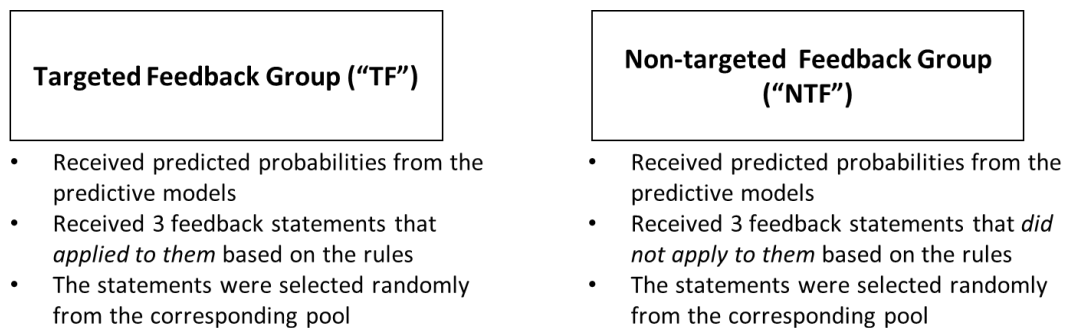 Targeted Feedback Group (“TF”)
• Received predicted probabilities from the
predictive models
• Received 3 feedback statements that
applied to them based on the rules
• The statements were selected randomly
from the corresponding pool
Non-targeted Feedback Group
(“NTF”)
• Received predicted probabilities from the
predictive models
• Received 3 feedback statements that did
not apply to them based on the rules
• The statements were selected randomly
from the corresponding pool